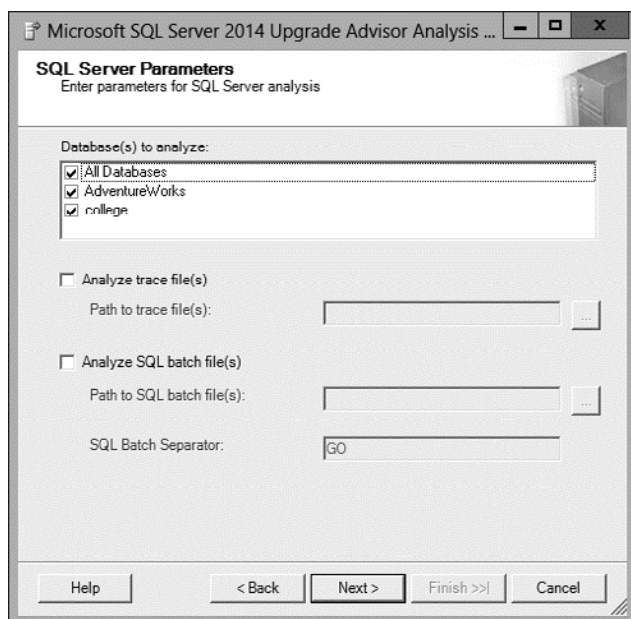 Microsoft SQL Server 2014 Upgrade Advisor Analysis ...
SQL Server Parameters
Enter parameters for SQL Server analysis
Database(s) to analyze:
All Databases
AdventureWorks
college
Analyze trace file(s)
Path to trace file(s):
...
Analyze SQL batch file(s)
Path to SQL batch file(s):
...
SQL Batch Separator:
GO
Help
< Back
Next >
Finish >>|
Cancel